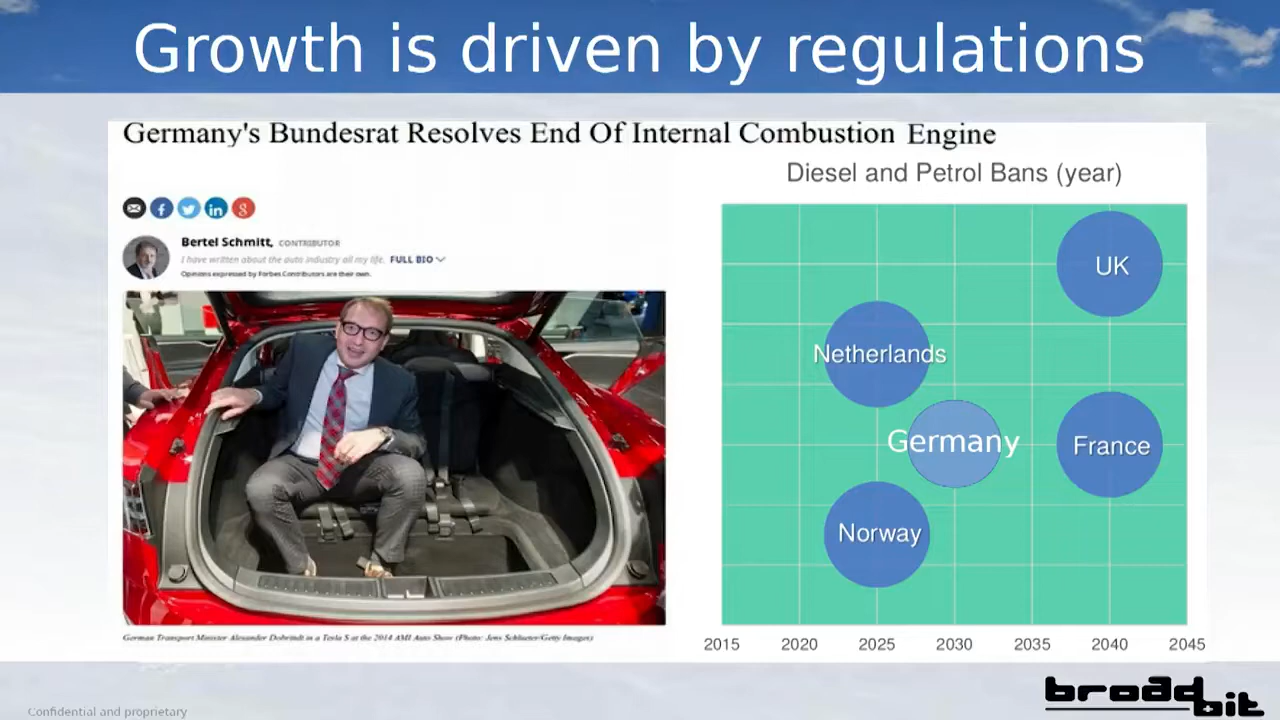 Growth is driven by regulations
Germany's Bundesrat Resolves End Of Internal Combustion Engine
Diesel and Petrol Bans (year)
Bertel Schmitt, CONTRIBUTOR
I have written about the auto industry all my life. FULL BIO
Opinions expressed by Forbes Contributors are their own.
UK
Netherlands
Germany
France
Norway
German Transport Minister Alexander Dobrindt in a Tesla S at the 2014 AMI Auto Show (Photo: Jens Schlueter/Getty Images)
2015 2020 2025 2030 2035 2040 2045
broadbit
Confidential and proprietary